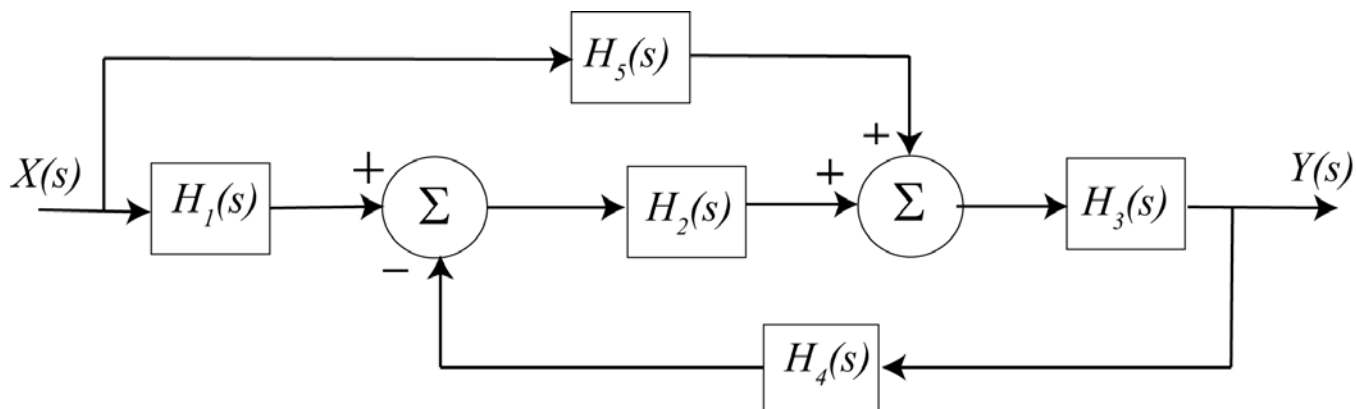 H₅(s)
+
X(s) H₁(s) + Σ H₂(s) + Σ H₃(s) Y(s)
−
H₄(s)